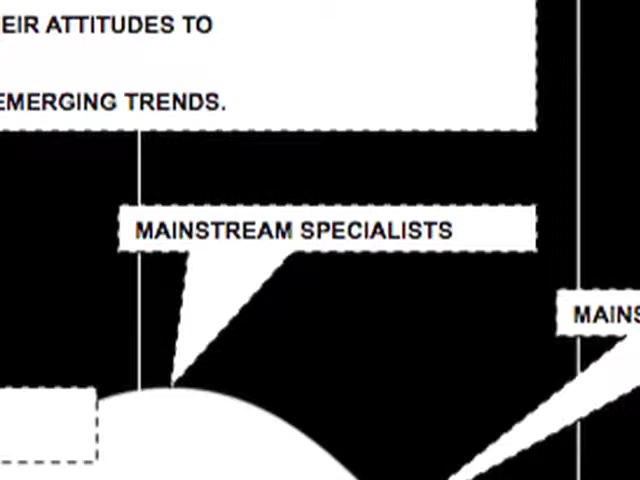 EIR ATTITUDES TO
EMERGING TRENDS.
MAINSTREAM SPECIALISTS
MAINS